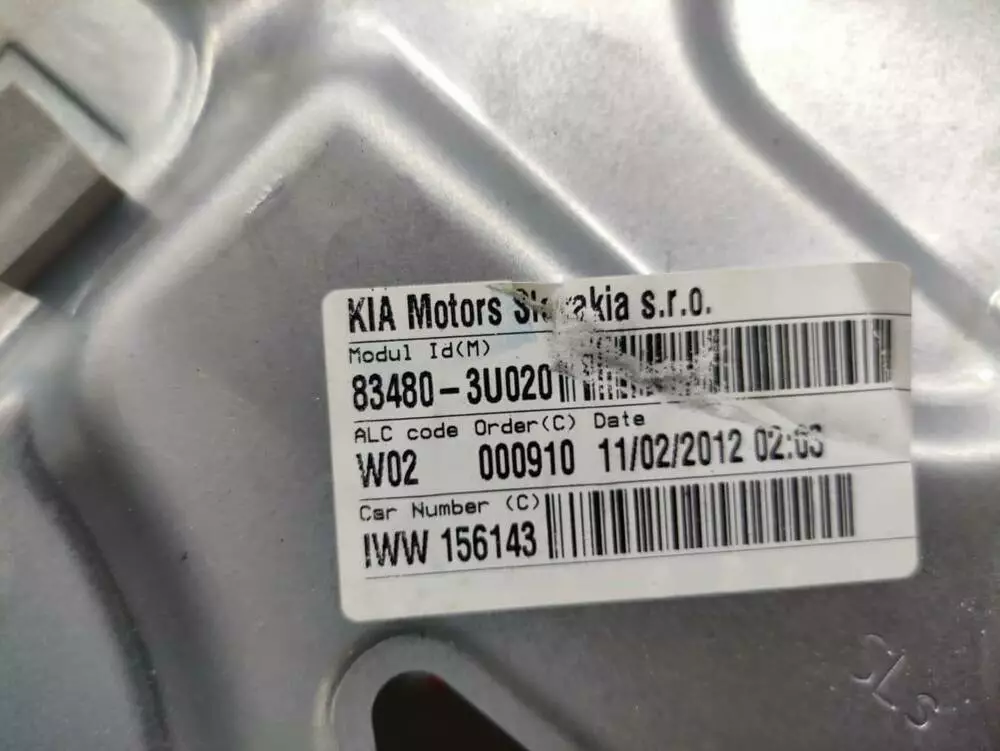 KIA Motors Slovakia s.r.o.
Modul Id(M)
83480-3U020
ALC code Order(C) Date
W02 000910 11/02/2012 02:03
Car Number (C)
IWW 156143